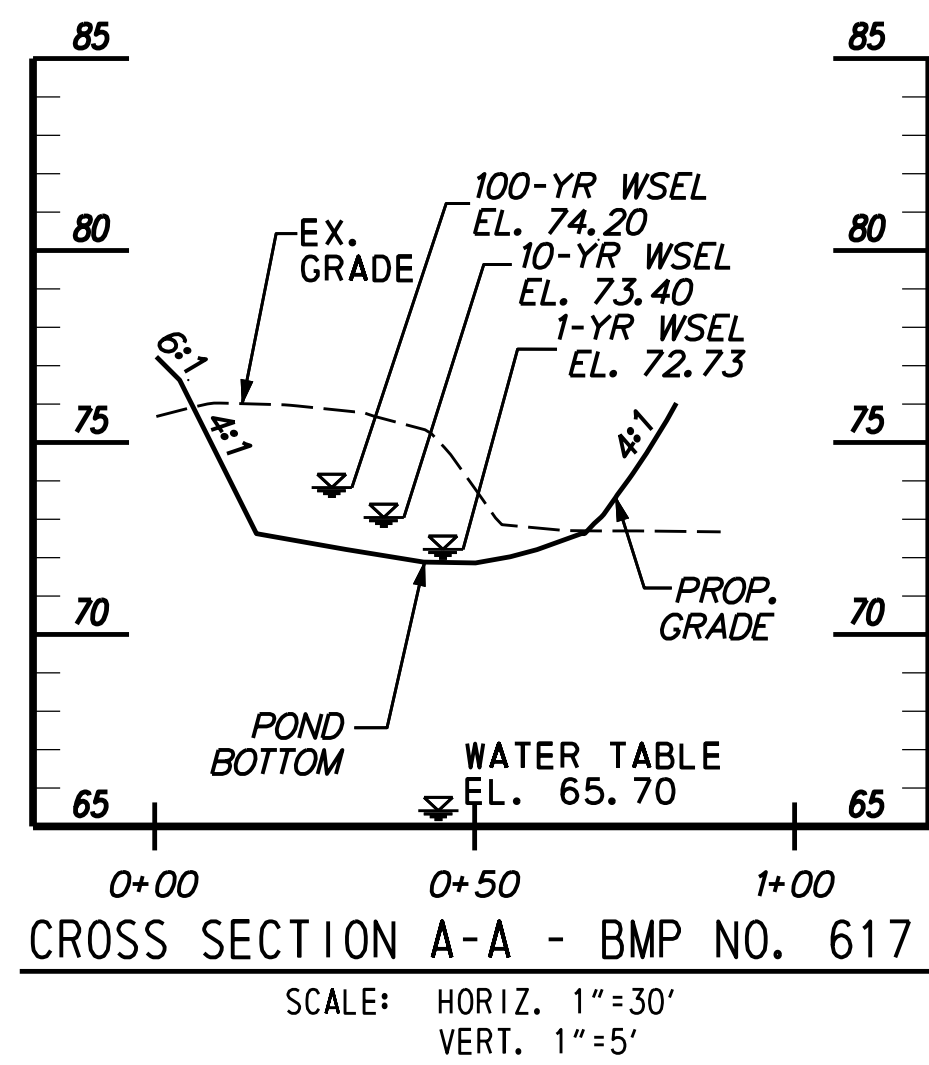 85
85
100-YR WSEL
EL. 74.20
EX.
GRADE
80
80
10-YR WSEL
EL. 73.40
1-YR WSEL
EL. 72.73
6:1
4:1
4:1
75
75
PROP.
GRADE
70
70
POND
BOTTOM
WATER TABLE
EL. 65.70
65
65
0+00
0+50
1+00
CROSS SECTION A-A - BMP NO. 617
SCALE: HORIZ. 1"=30'
VERT. 1"=5'